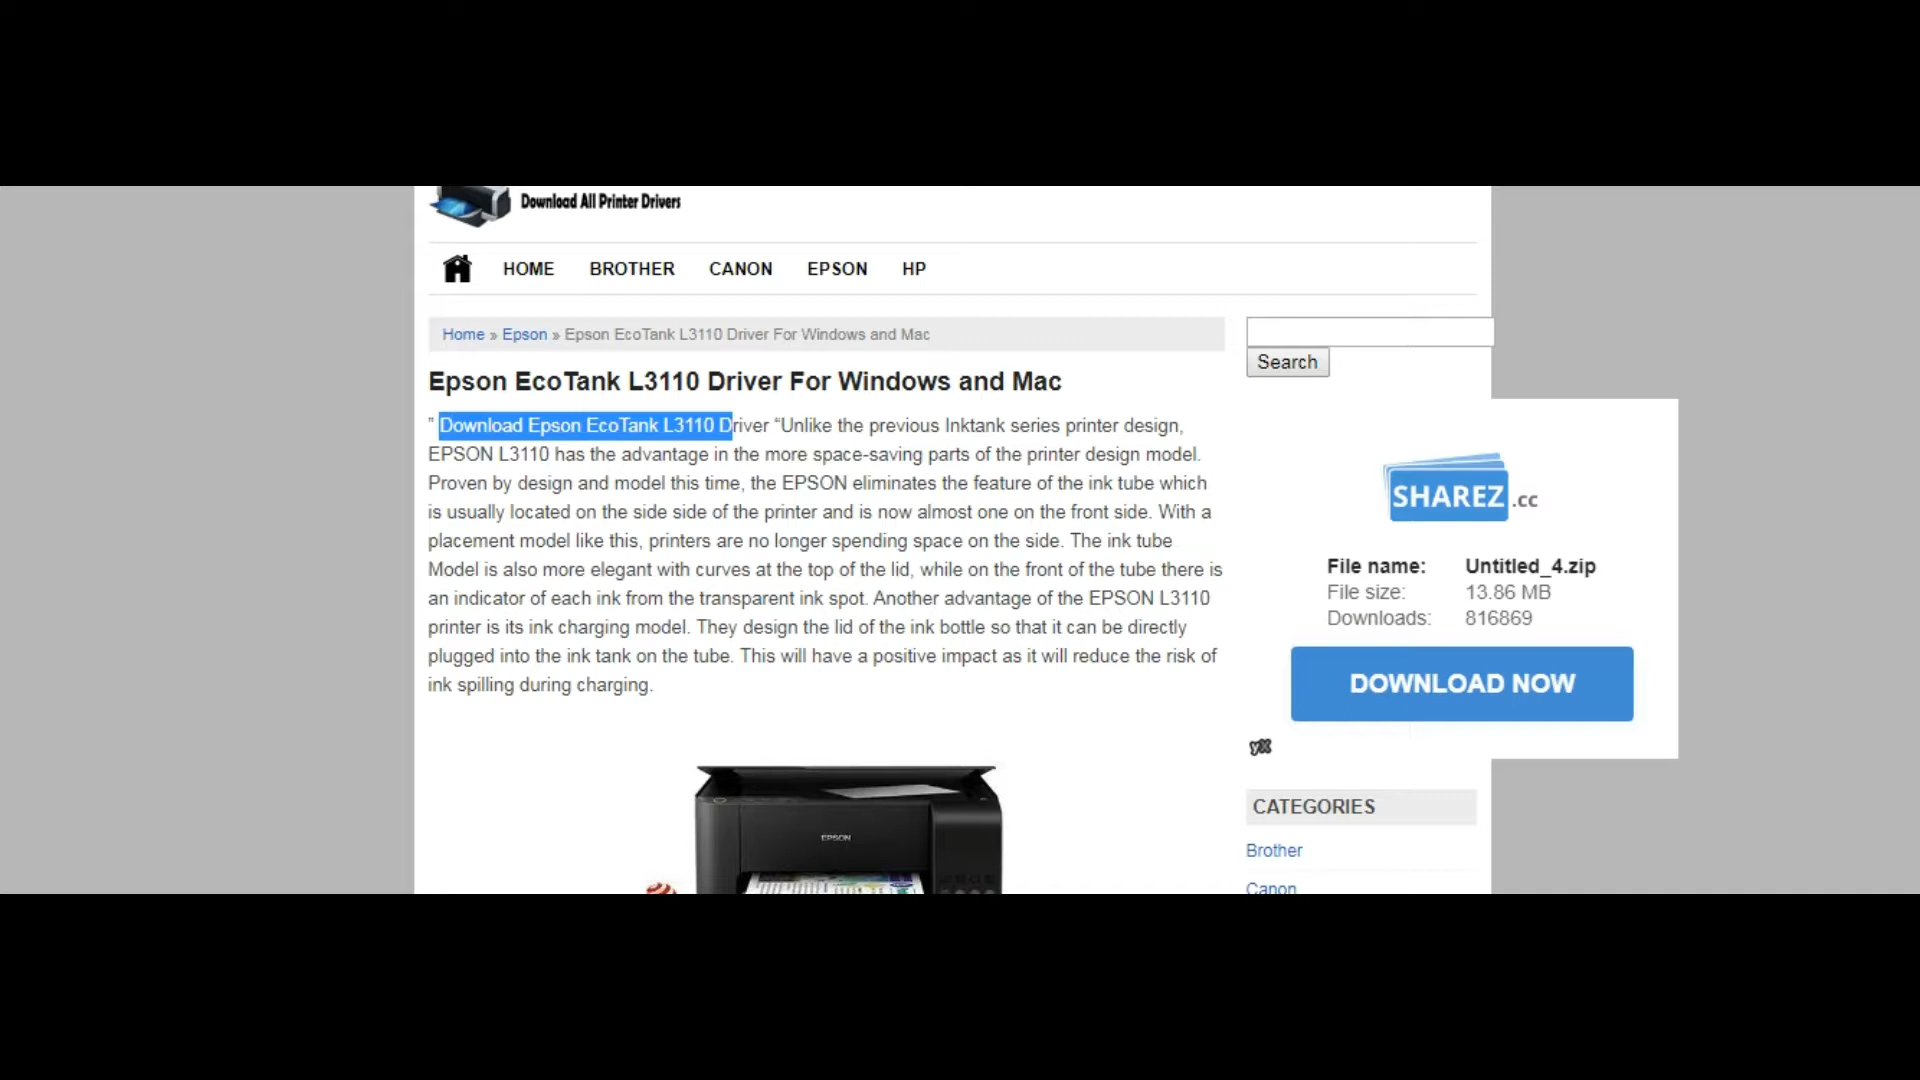 Download All Printer Drivers
HOME BROTHER CANON EPSON HP
Home » Epson » Epson EcoTank L3110 Driver For Windows and Mac
Search
Epson EcoTank L3110 Driver For Windows and Mac
” Download Epson EcoTank L3110 Driver “Unlike the previous Inktank series printer design,
EPSON L3110 has the advantage in the more space-saving parts of the printer design model.
Proven by design and model this time, the EPSON eliminates the feature of the ink tube which
is usually located on the side side of the printer and is now almost one on the front side. With a
placement model like this, printers are no longer spending space on the side. The ink tube
Model is also more elegant with curves at the top of the lid, while on the front of the tube there is
an indicator of each ink from the transparent ink spot. Another advantage of the EPSON L3110
printer is its ink charging model. They design the lid of the ink bottle so that it can be directly
plugged into the ink tank on the tube. This will have a positive impact as it will reduce the risk of
ink spilling during charging.
EPSON
SHAREZ.cc
File name: Untitled_4.zip
File size: 13.86 MB
Downloads: 816869
DOWNLOAD NOW
CATEGORIES
Brother
Canon